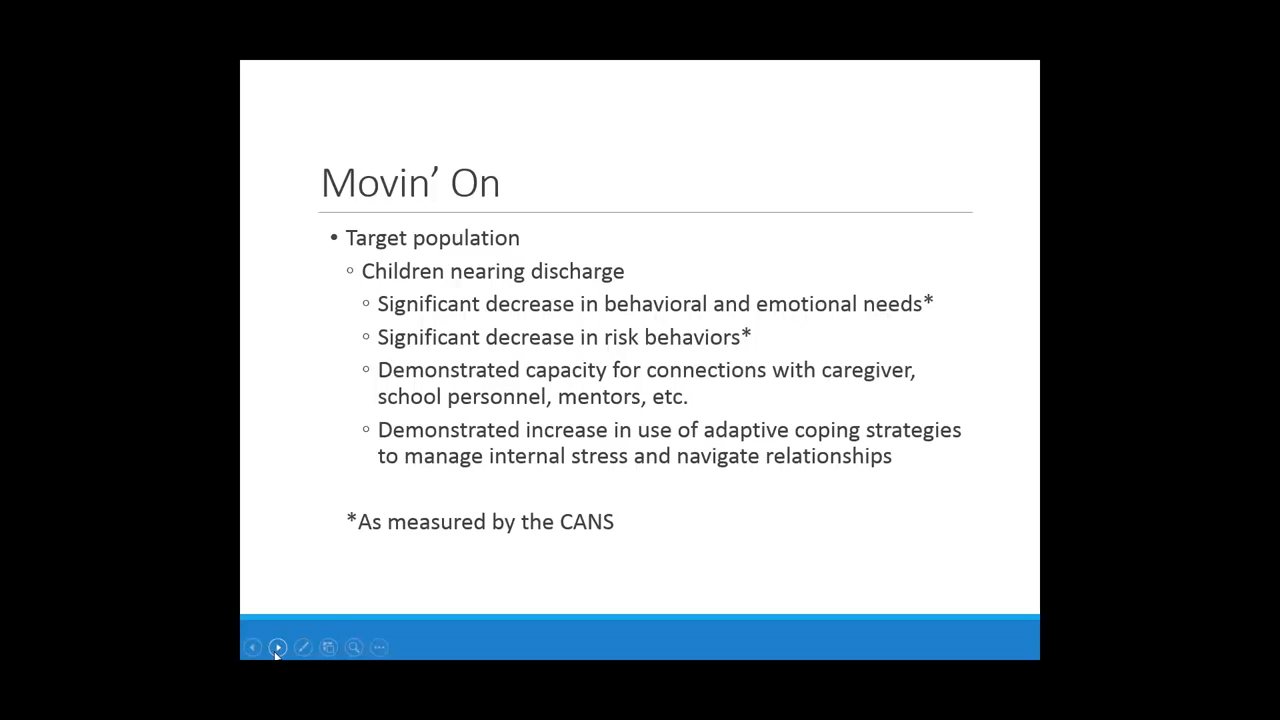 Movin’ On
• Target population
◦ Children nearing discharge
◦ Significant decrease in behavioral and emotional needs*
◦ Significant decrease in risk behaviors*
◦ Demonstrated capacity for connections with caregiver,
school personnel, mentors, etc.
◦ Demonstrated increase in use of adaptive coping strategies
to manage internal stress and navigate relationships
*As measured by the CANS